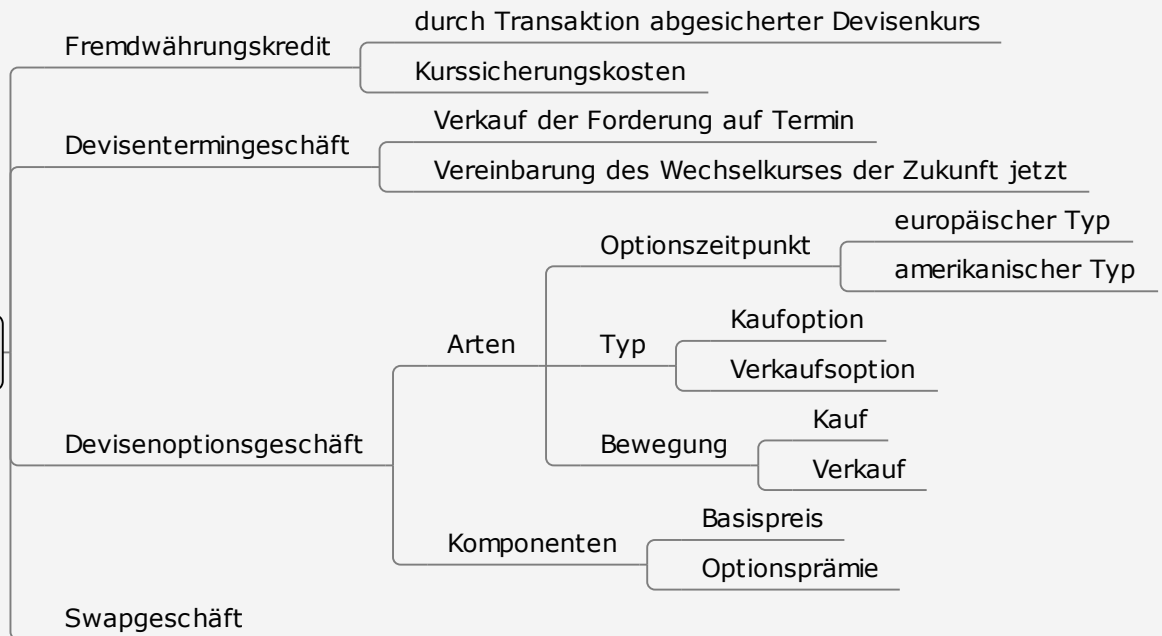 Fremdwährungskredit
durch Transaktion abgesicherter Devisenkurs
Kurssicherungskosten
Devisentermingeschäft
Verkauf der Forderung auf Termin
Vereinbarung des Wechselkurses der Zukunft jetzt
Devisenoptionsgeschäft
Arten
Optionszeitpunkt
europäischer Typ
amerikanischer Typ
Typ
Kaufoption
Verkaufsoption
Bewegung
Kauf
Verkauf
Komponenten
Basispreis
Optionsprämie
Swapgeschäft